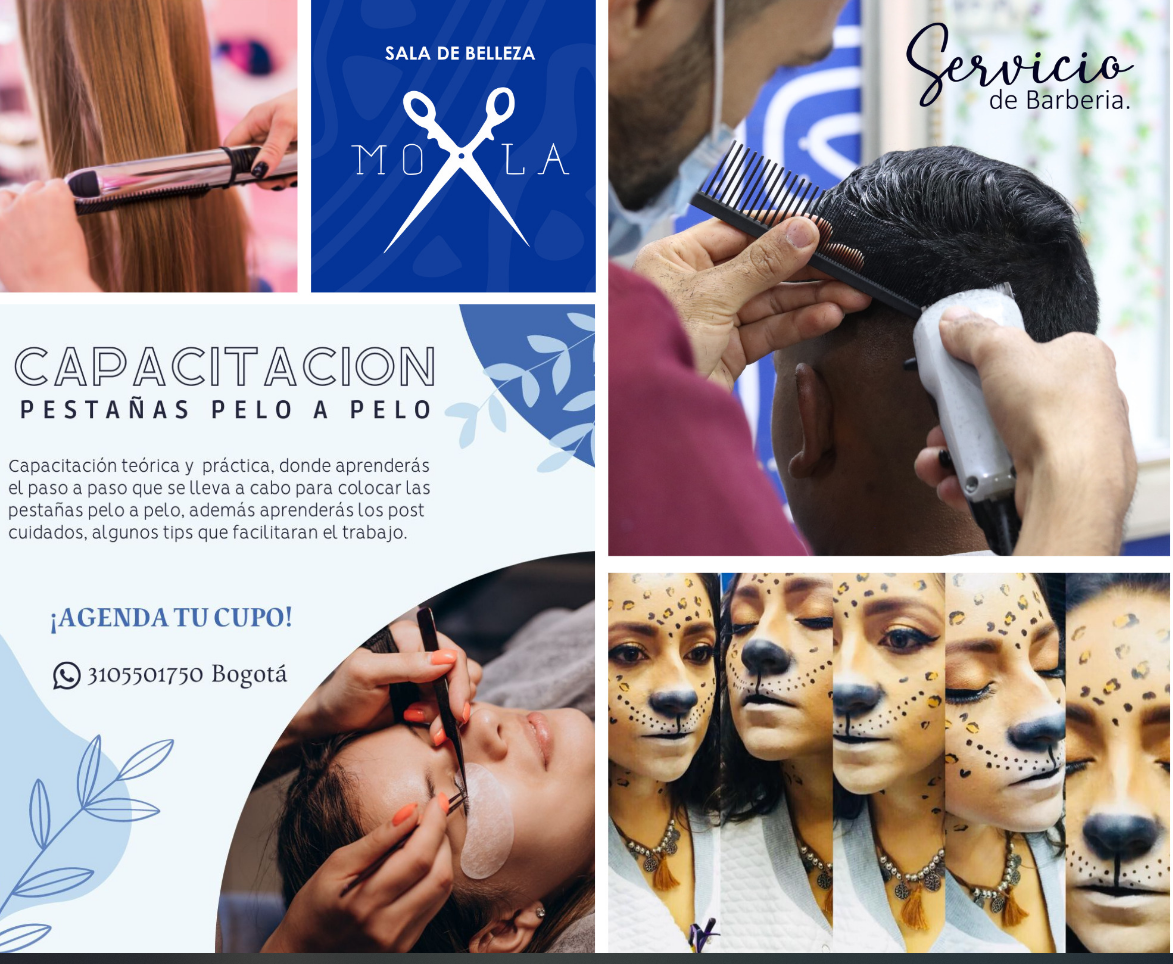 SALA DE BELLEZA
MO LA
Servicio
de Barberia.
CAPACITACION
PESTAÑAS PELO A PELO
Capacitación teórica y práctica, donde aprenderás
el paso a paso que se lleva a cabo para colocar las
pestañas pelo a pelo, además aprenderás los post
cuidados, algunos tips que facilitaran el trabajo.
¡AGENDA TU CUPO!
3105501750 Bogotá